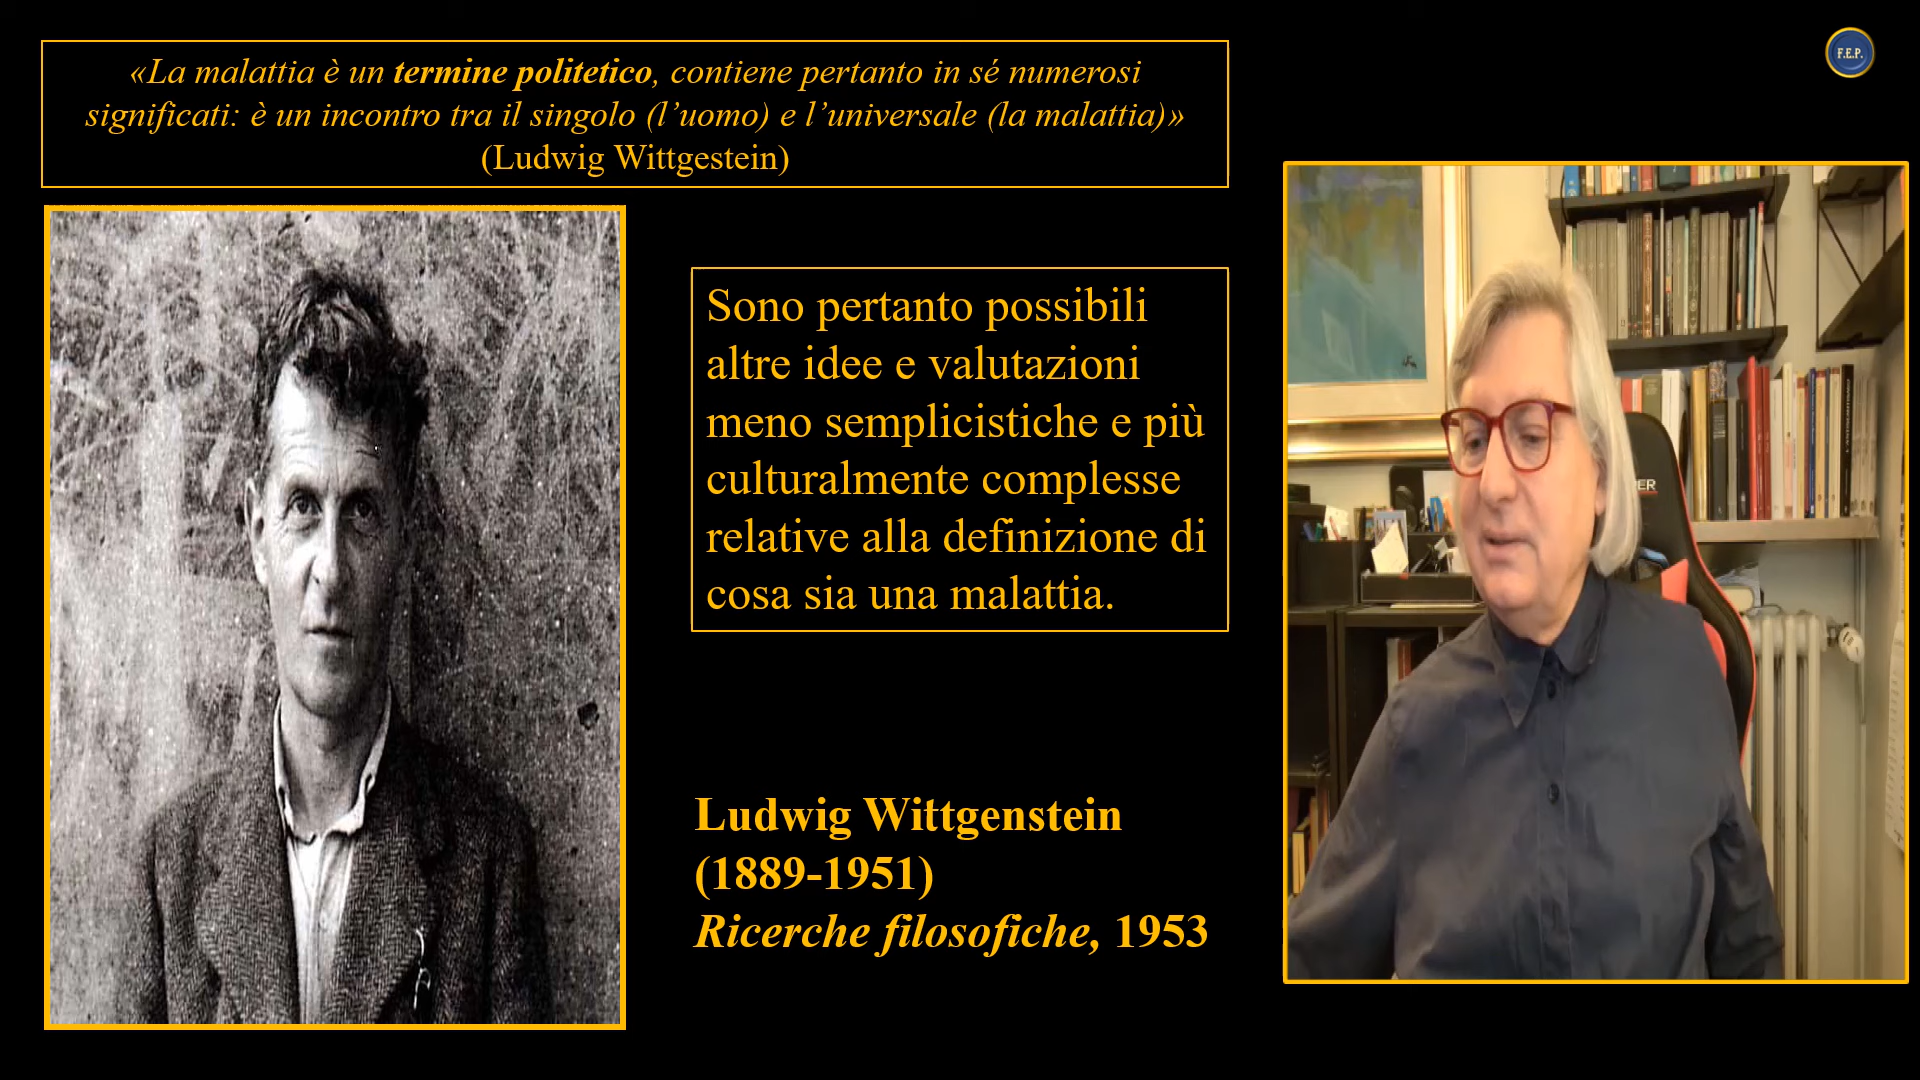 «La malattia è un termine politetico, contiene pertanto in sé numerosi
significati: è un incontro tra il singolo (l’uomo) e l’universale (la malattia)»
(Ludwig Wittgestein)
F.E.P.
Sono pertanto possibili
altre idee e valutazioni
meno semplicistiche e più
culturalmente complesse
relative alla definizione di
cosa sia una malattia.
ER
Ludwig Wittgenstein
(1889-1951)
Ricerche filosofiche, 1953